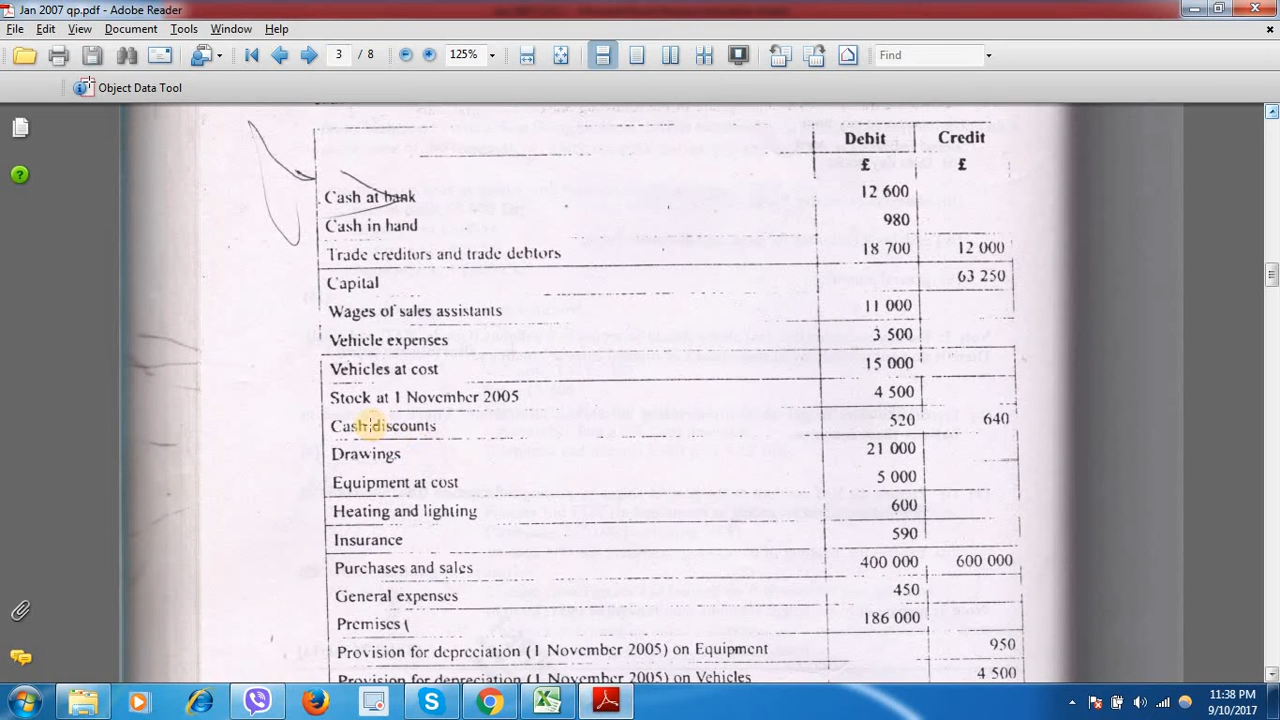 Jan 2007 qp.pdf - Adobe Reader
File Edit View Document Tools Window Help
3 / 8 125% Find
Object Data Tool
Debit Credit
£ £
Cash at bank 12 600
Cash in hand 980
Trade creditors and trade debtors 18 700 12 000
Capital 63 250
Wages of sales assistants 11 000
Vehicle expenses 3 500
Vehicles at cost 15 000
Stock at 1 November 2005 4 500
Cash discounts 520 640
Drawings 21 000
Equipment at cost 5 000
Heating and lighting 600
Insurance 590
Purchases and sales 400 000 600 000
General expenses 450
Premises ( 186 000
Provision for depreciation (1 November 2005) on Equipment 950
Provision for depreciation (1 November 2005) on Vehicles 4 500
11:38 PM
9/10/2017